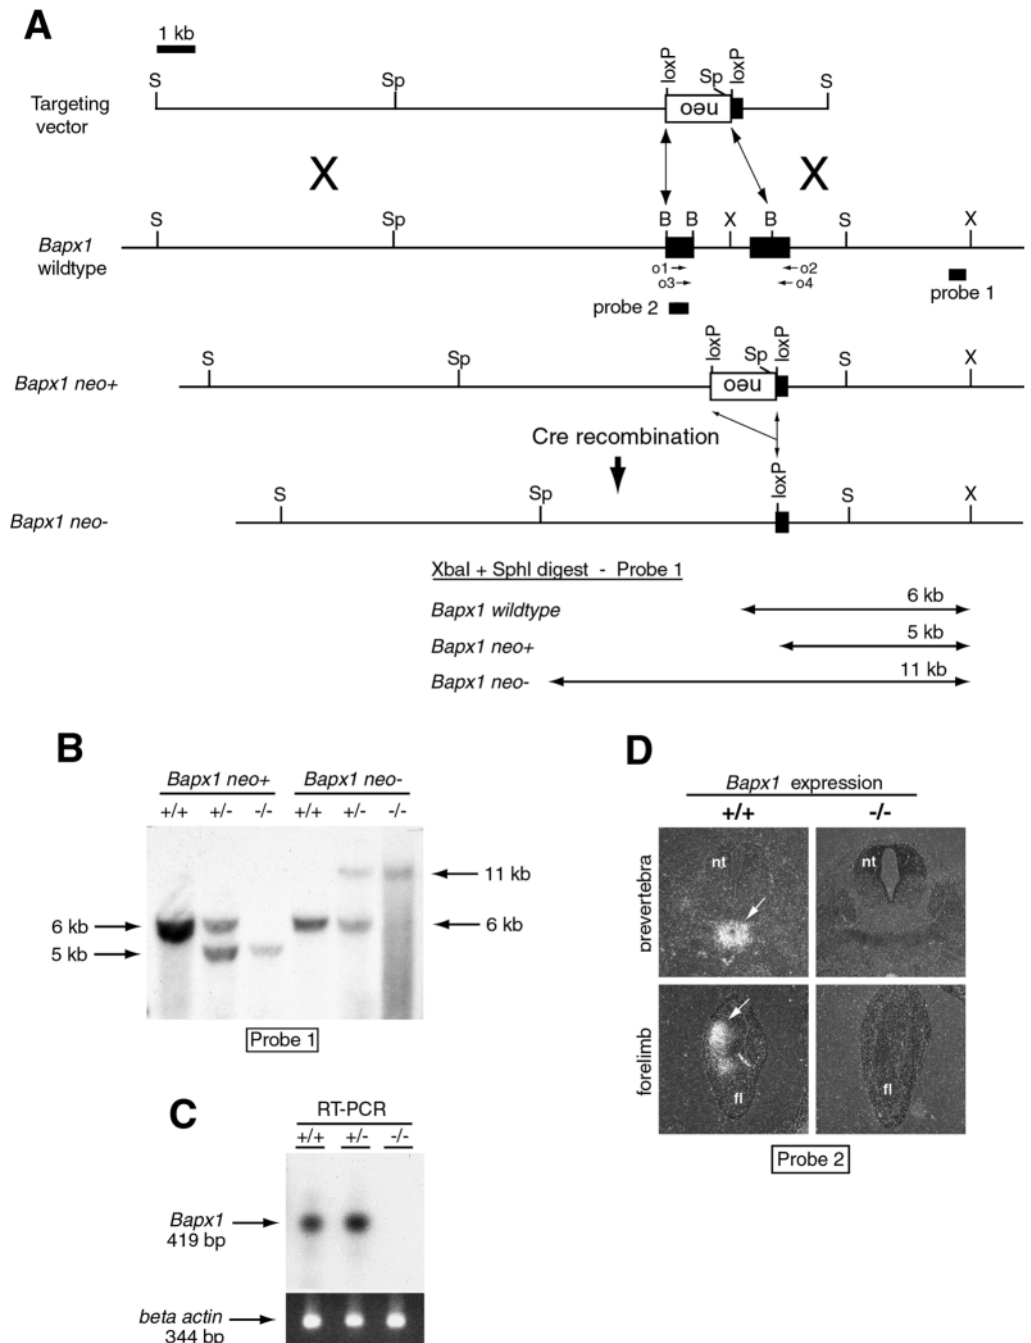 A
1 kb
S Sp loxP neo Sp loxP S
Targeting
vector
X X
S Sp B B X B S X
Bapx1
wildtype
o1 o2
o3 o4
probe 2
probe 1
S Sp loxP neo Sp loxP S X
Bapx1 neo+
Cre recombination
S Sp loxP S X
Bapx1 neo-
XbaI + SphI digest - Probe 1
Bapx1 wildtype 6 kb
Bapx1 neo+ 5 kb
Bapx1 neo- 11 kb
B
Bapx1 neo+ Bapx1 neo-
+/+ +/- -/- +/+ +/- -/-
11 kb
6 kb 6 kb
5 kb
Probe 1
C
RT-PCR
+/+ +/- -/-
Bapx1
419 bp
beta actin
344 bp
D
Bapx1 expression
+/+ -/-
prevertebra
nt nt
forelimb
fl fl
Probe 2